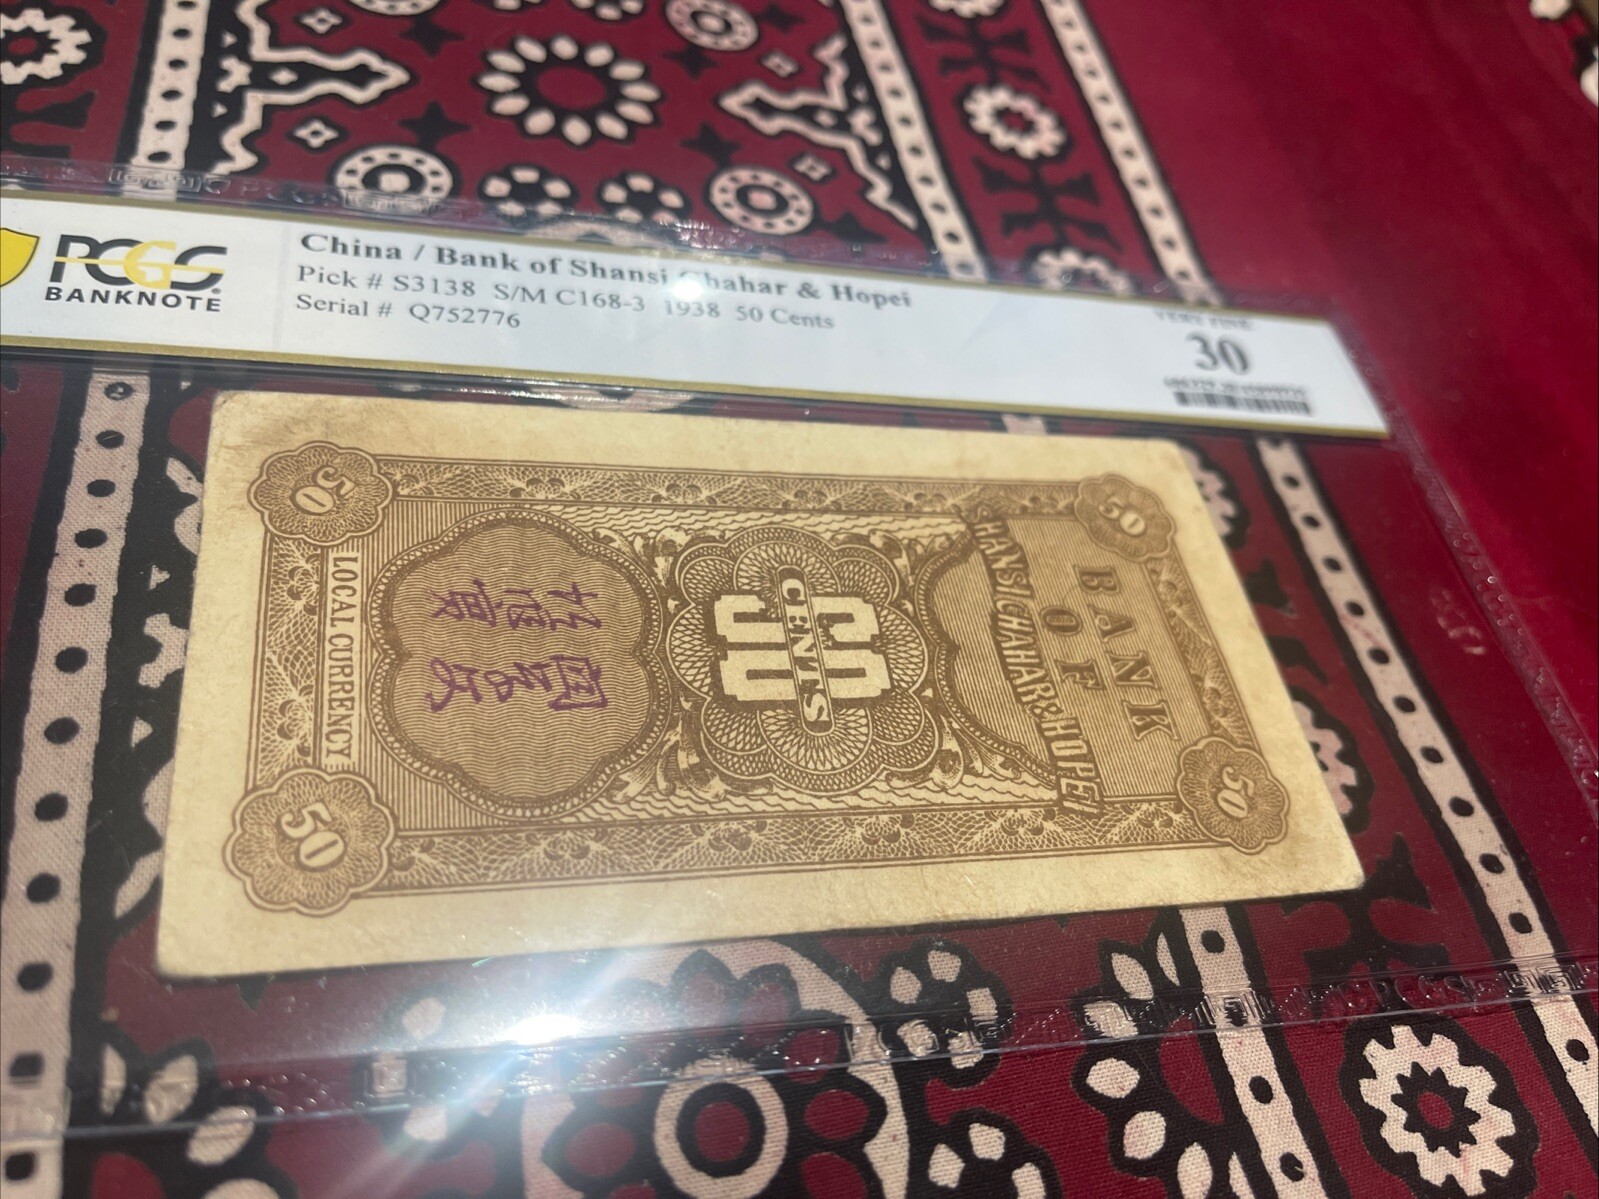 PCGS
BANKNOTE
China / Bank of Shansi Chahar & Hopei
Pick # S3138 S/M C168-3 1938 50 Cents
Serial # Q752776
VERY FINE
30
50
50
BANK
OF
SHANSI CHAHAR & HOPEI
50
CENTS
LOCAL CURRENCY
50
50